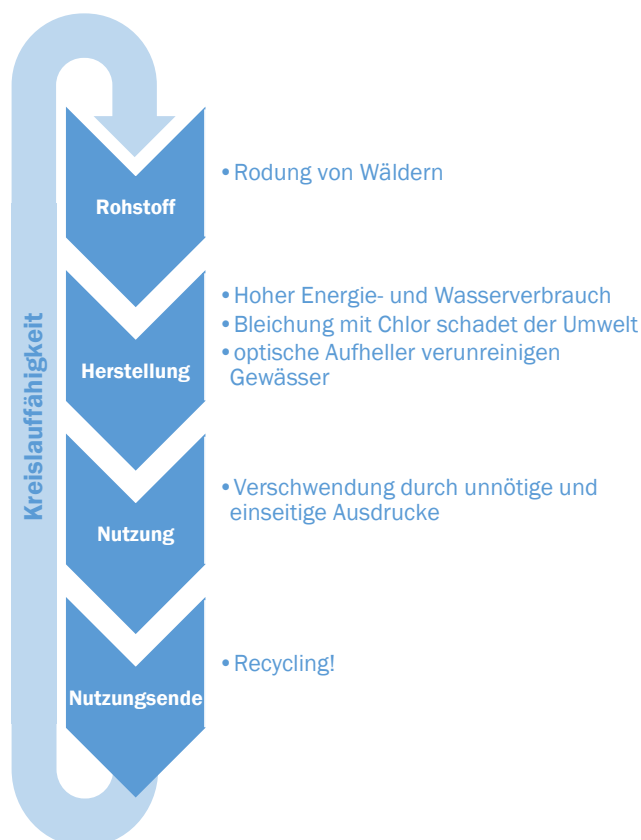 Kreislauffähigkeit
Rohstoff
• Rodung von Wäldern
Herstellung
• Hoher Energie- und Wasserverbrauch
• Bleichung mit Chlor schadet der Umwelt
• optische Aufheller verunreinigen
Gewässer
Nutzung
• Verschwendung durch unnötige und
einseitige Ausdrucke
Nutzungsende
• Recycling!